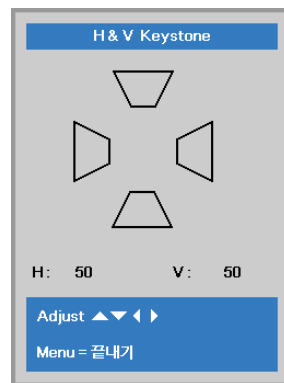 H & V Keystone
H: 50 V: 50
Adjust ▲▼◀▶
Menu = 끝내기